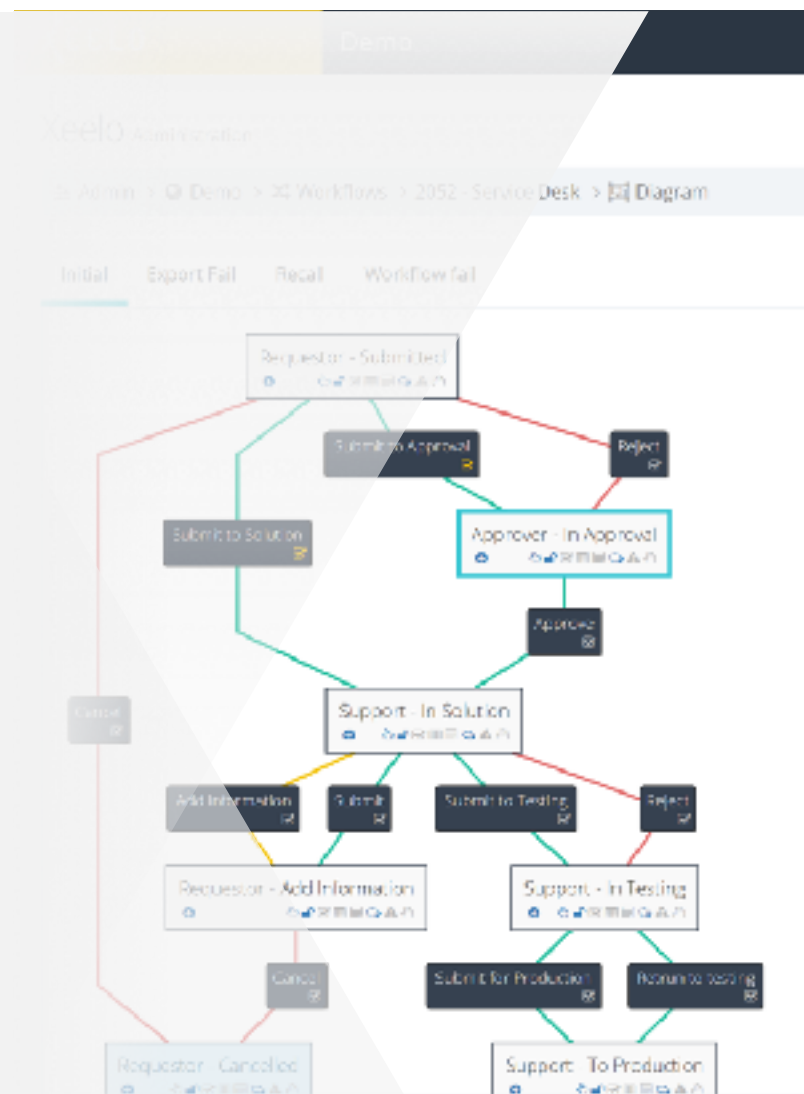 Demo
Xeelo Administration
Admin > Demo > Workflows > 2052 - Service Desk > Diagram
Initial Export Fail Recall Workflow fail
Requestor - Submitted
Submit to Approval Reject
Submit to Solution Approver - In Approval
Approve
Cancel Support - In Solution
Add Information Submit Submit to Testing Reject
Requestor - Add Information Support - In Testing
Cancel Submit for Production Retrun to testing
Requestor - Cancelled Support - To Production